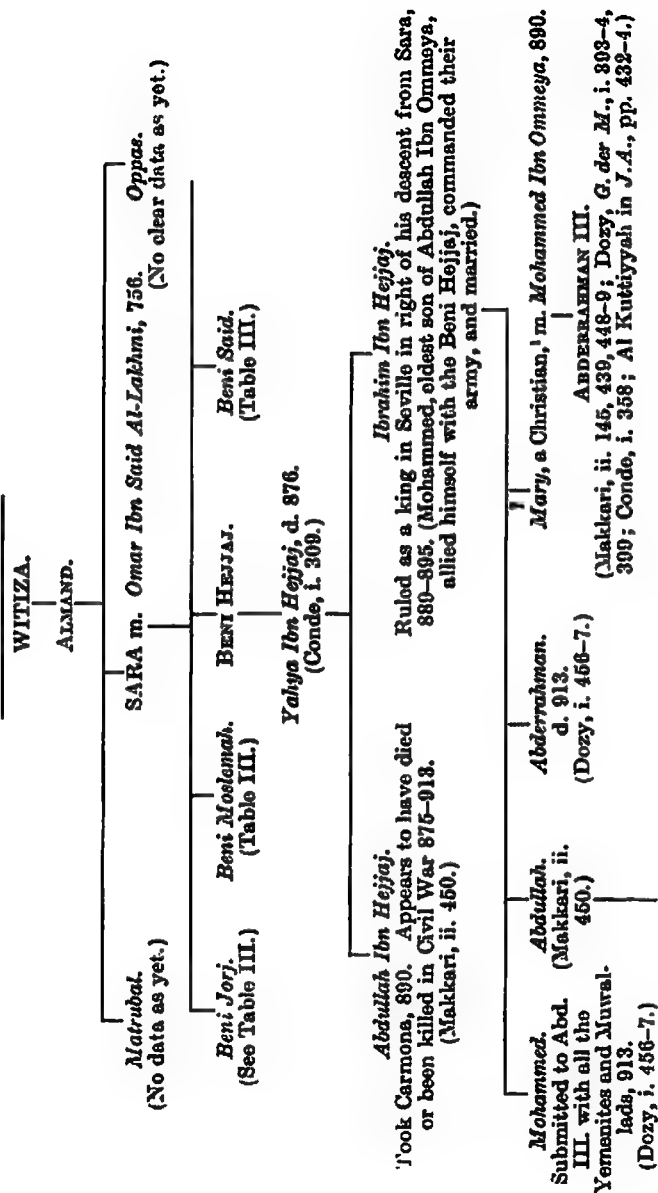 WITIZA.
ALMAND.
Matrubal.
(No data as yet.)
SARA m. Omar Ibn Said Al-Lakhmi, 756.
Oppas.
(No clear data as yet.)
Beni Jorj.
(See Table III.)
Beni Moslemah.
(Table III.)
BENI HEJJAJ.
Beni Said.
(Table III.)
Yahya Ibn Hejjaj, d. 876.
(Conde, i. 309.)
Abdullah Ibn Hejjaj.
Took Carmona, 890. Appears to have died
or been killed in Civil War 875–913.
(Makkari, ii. 450.)
Ibrahim Ibn Hejjaj.
Ruled as a king in Seville in right of his descent from Sara,
889–895. (Mohammed, eldest son of Abdullah Ibn Ommeya,
allied himself with the Beni Hejjaj, commanded their
army, and married.)
Mohammed.
Submitted to Abd.
III. with all the
Yemenites and Muwal-
lads, 913.
(Dozy, i. 456–7.)
Abdullah.
(Makkari, ii.
450.)
Abderrahman.
d. 913.
(Dozy, i. 456–7.)
Mary, a Christian,¹ m. Mohammed Ibn Ommeya, 890.
ABDERRAHMAN III.
(Makkari, ii. 145, 439, 448–9; Dozy, G. der M., i. 393–4,
399; Conde, i. 358; Al Kuttiyyah in J.A., pp. 432–4.)